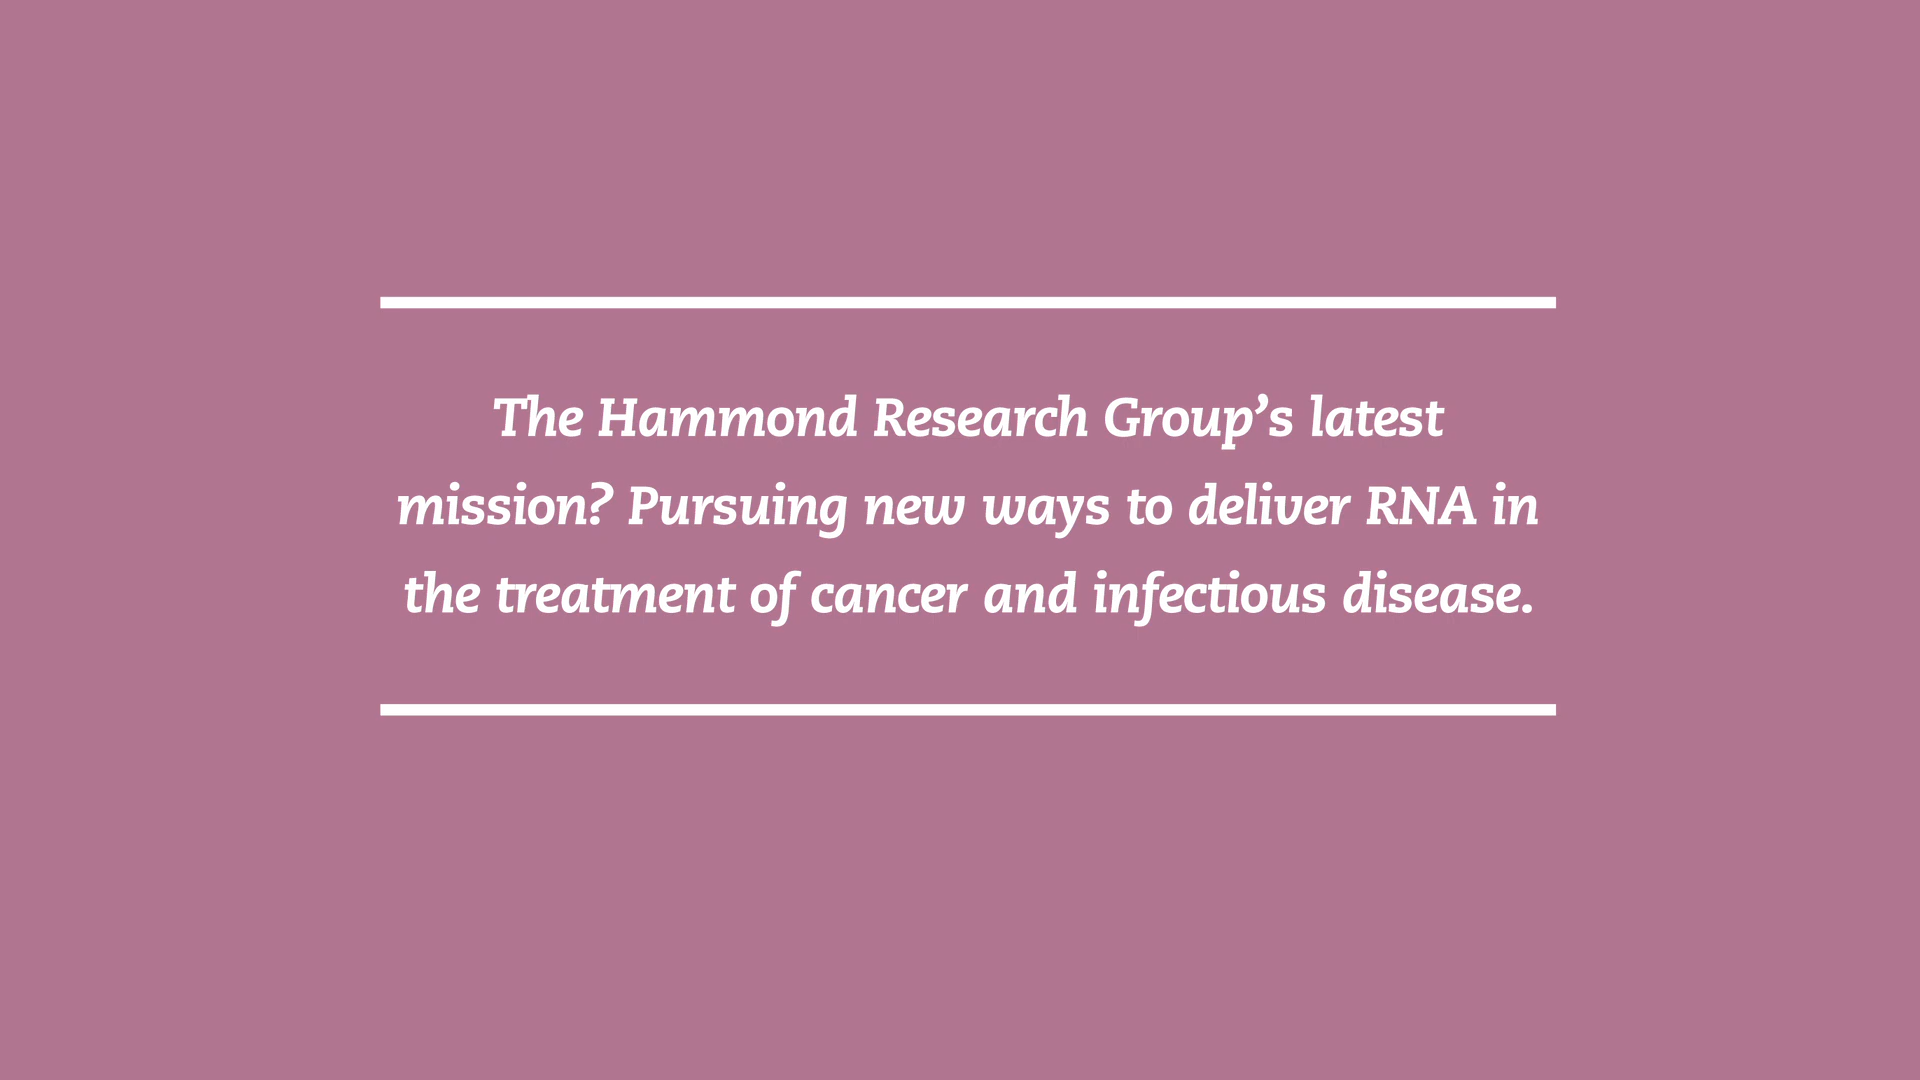 The Hammond Research Group’s latest
mission? Pursuing new ways to deliver RNA in
the treatment of cancer and infectious disease.